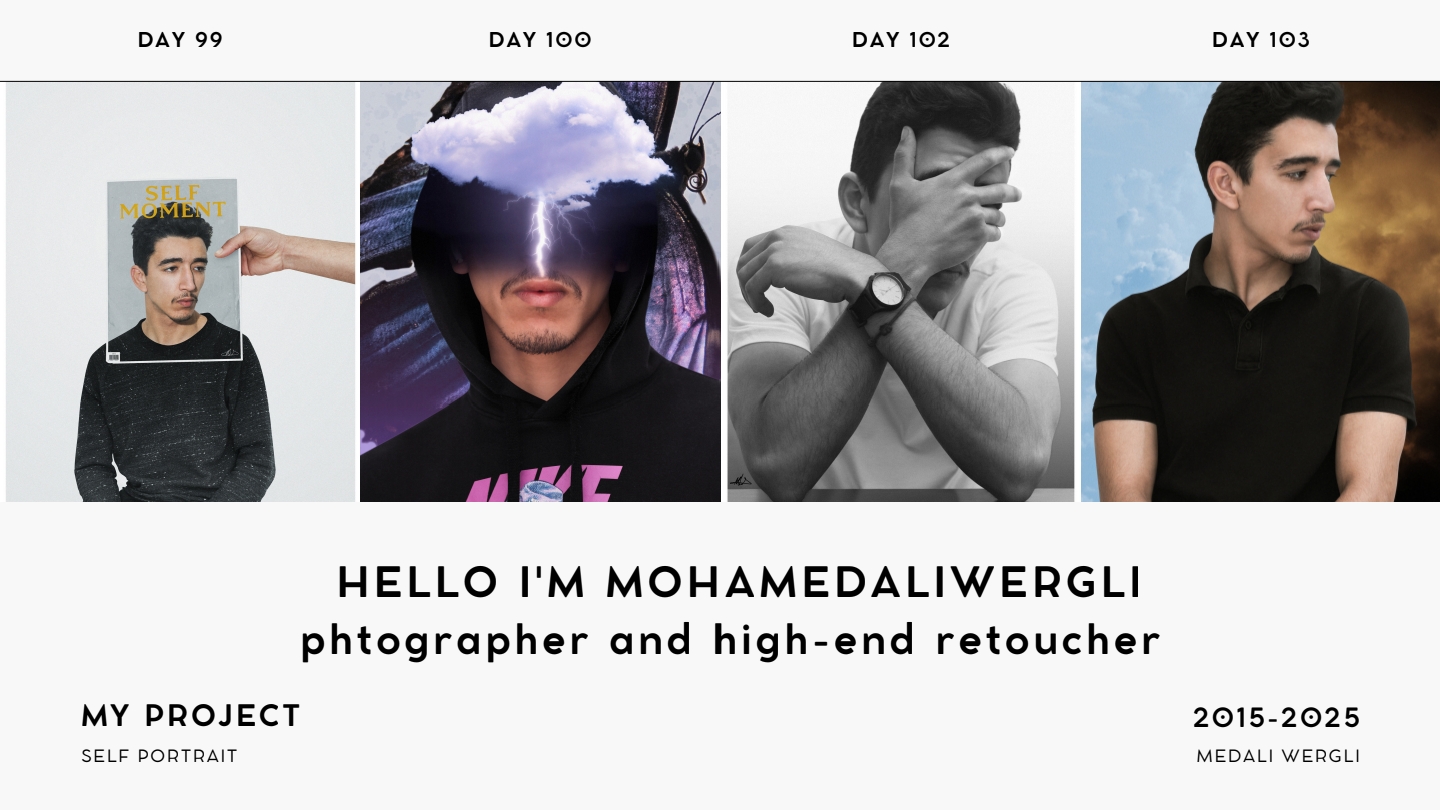 DAY 99
DAY 100
DAY 102
DAY 103
SELF
MOMENT
NIKE
HELLO I'M MOHAMEDALIWERGLI
phtographer and high-end retoucher
MY PROJECT
2015-2025
SELF PORTRAIT
MEDALI WERGLI